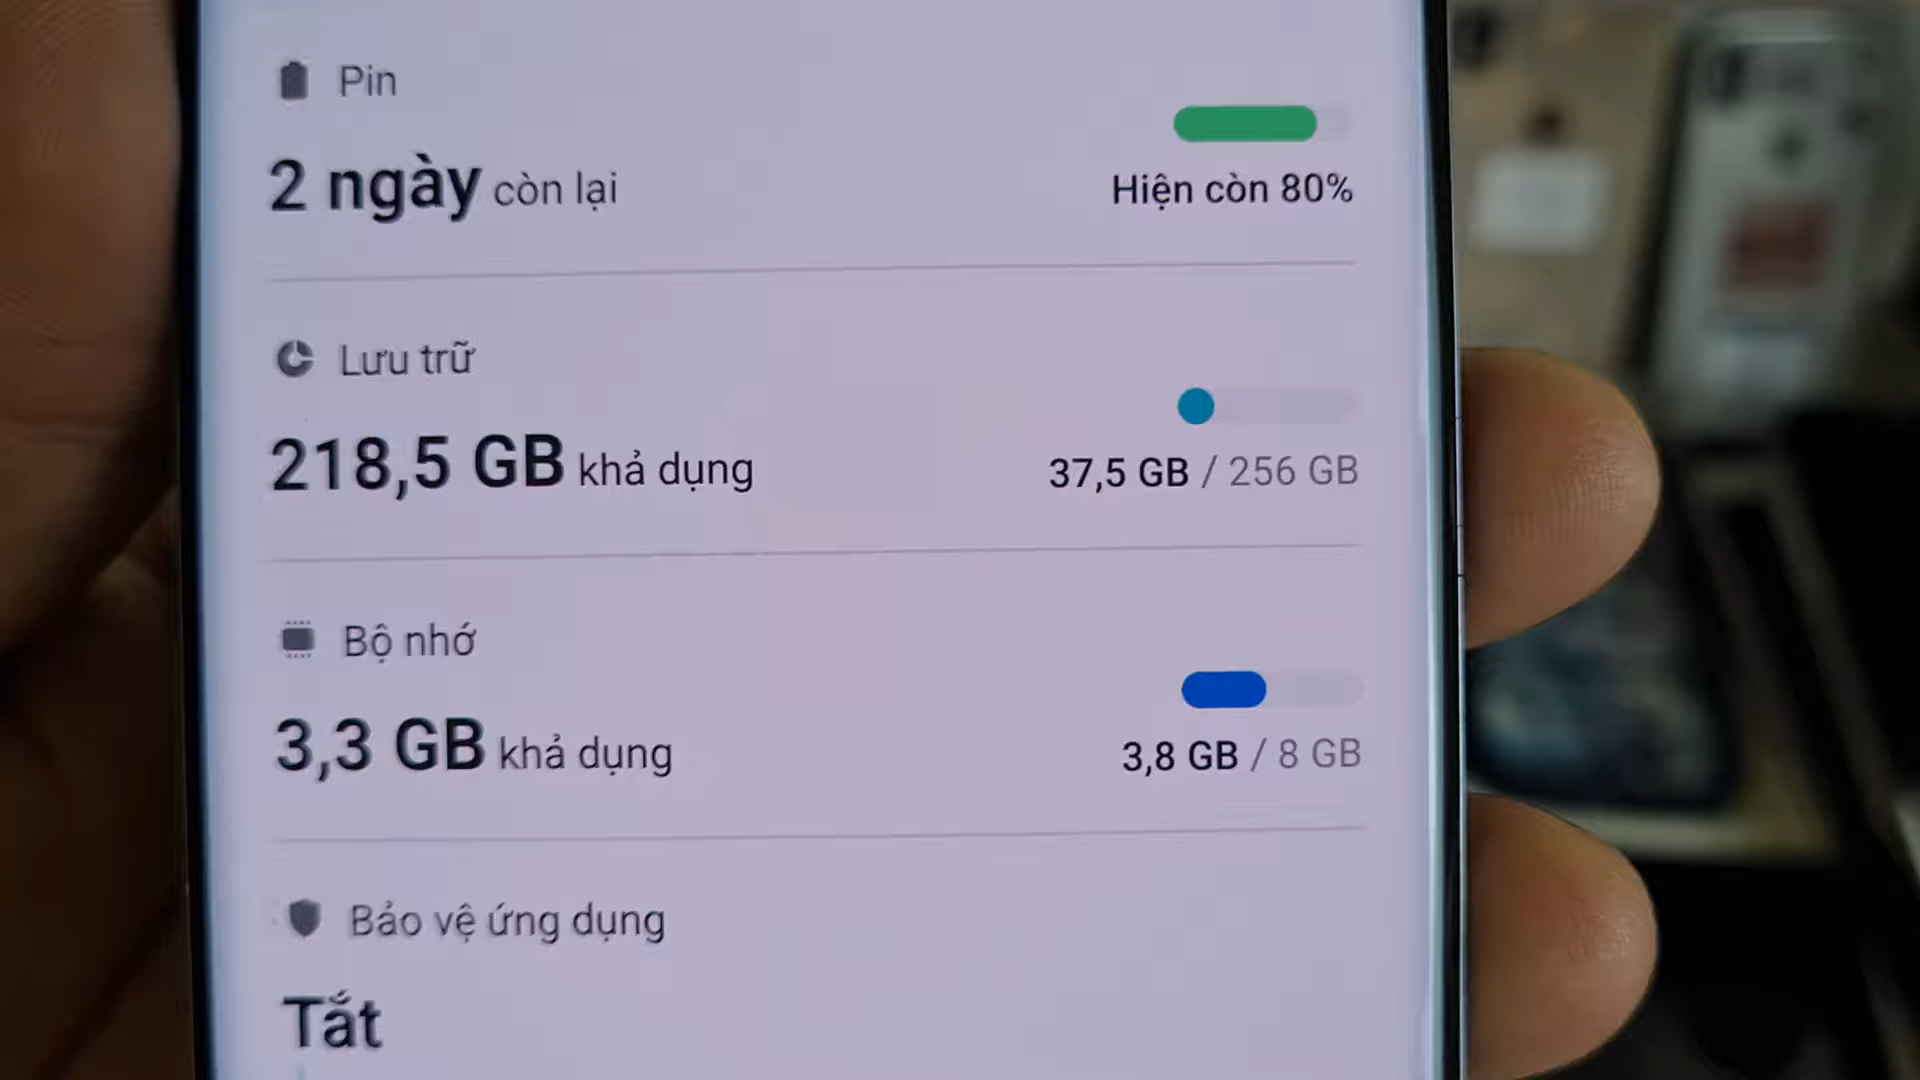 Pin
2 ngày còn lại
Hiện còn 80%
Lưu trữ
218,5 GB khả dụng
37,5 GB / 256 GB
Bộ nhớ
3,3 GB khả dụng
3,8 GB / 8 GB
Bảo vệ ứng dụng
Tắt